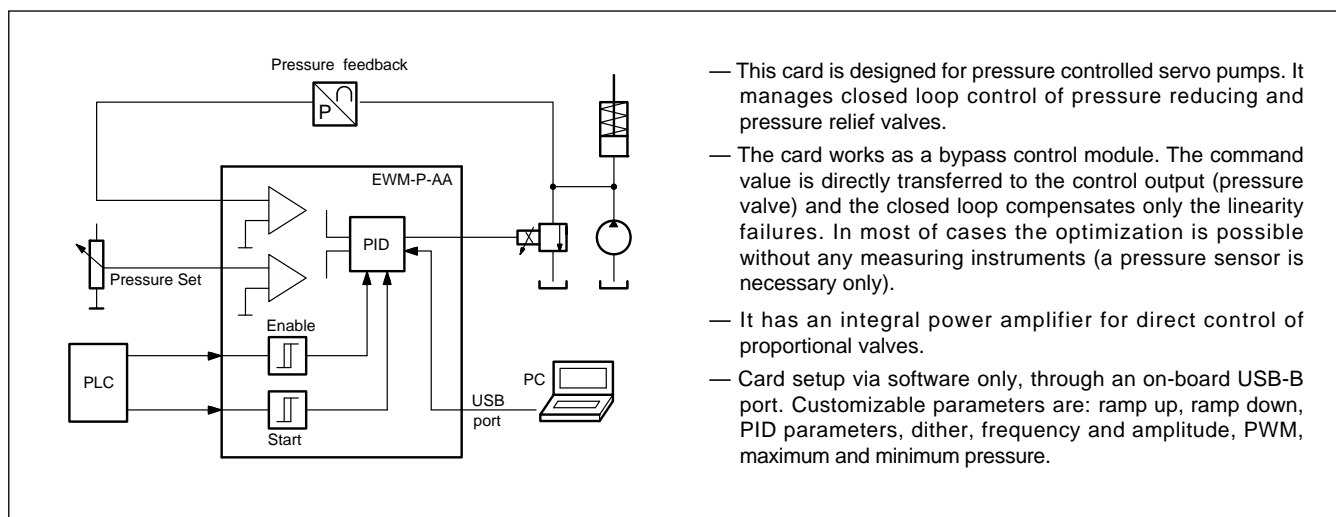 Pressure feedback
P
EWM-P-AA
PID
Pressure Set
Enable
PLC
Start
USB
port
PC
— This card is designed for pressure controlled servo pumps. It
manages closed loop control of pressure reducing and
pressure relief valves.
— The card works as a bypass control module. The command
value is directly transferred to the control output (pressure
valve) and the closed loop compensates only the linearity
failures. In most of cases the optimization is possible
without any measuring instruments (a pressure sensor is
necessary only).
— It has an integral power amplifier for direct control of
proportional valves.
— Card setup via software only, through an on-board USB-B
port. Customizable parameters are: ramp up, ramp down,
PID parameters, dither, frequency and amplitude, PWM,
maximum and minimum pressure.